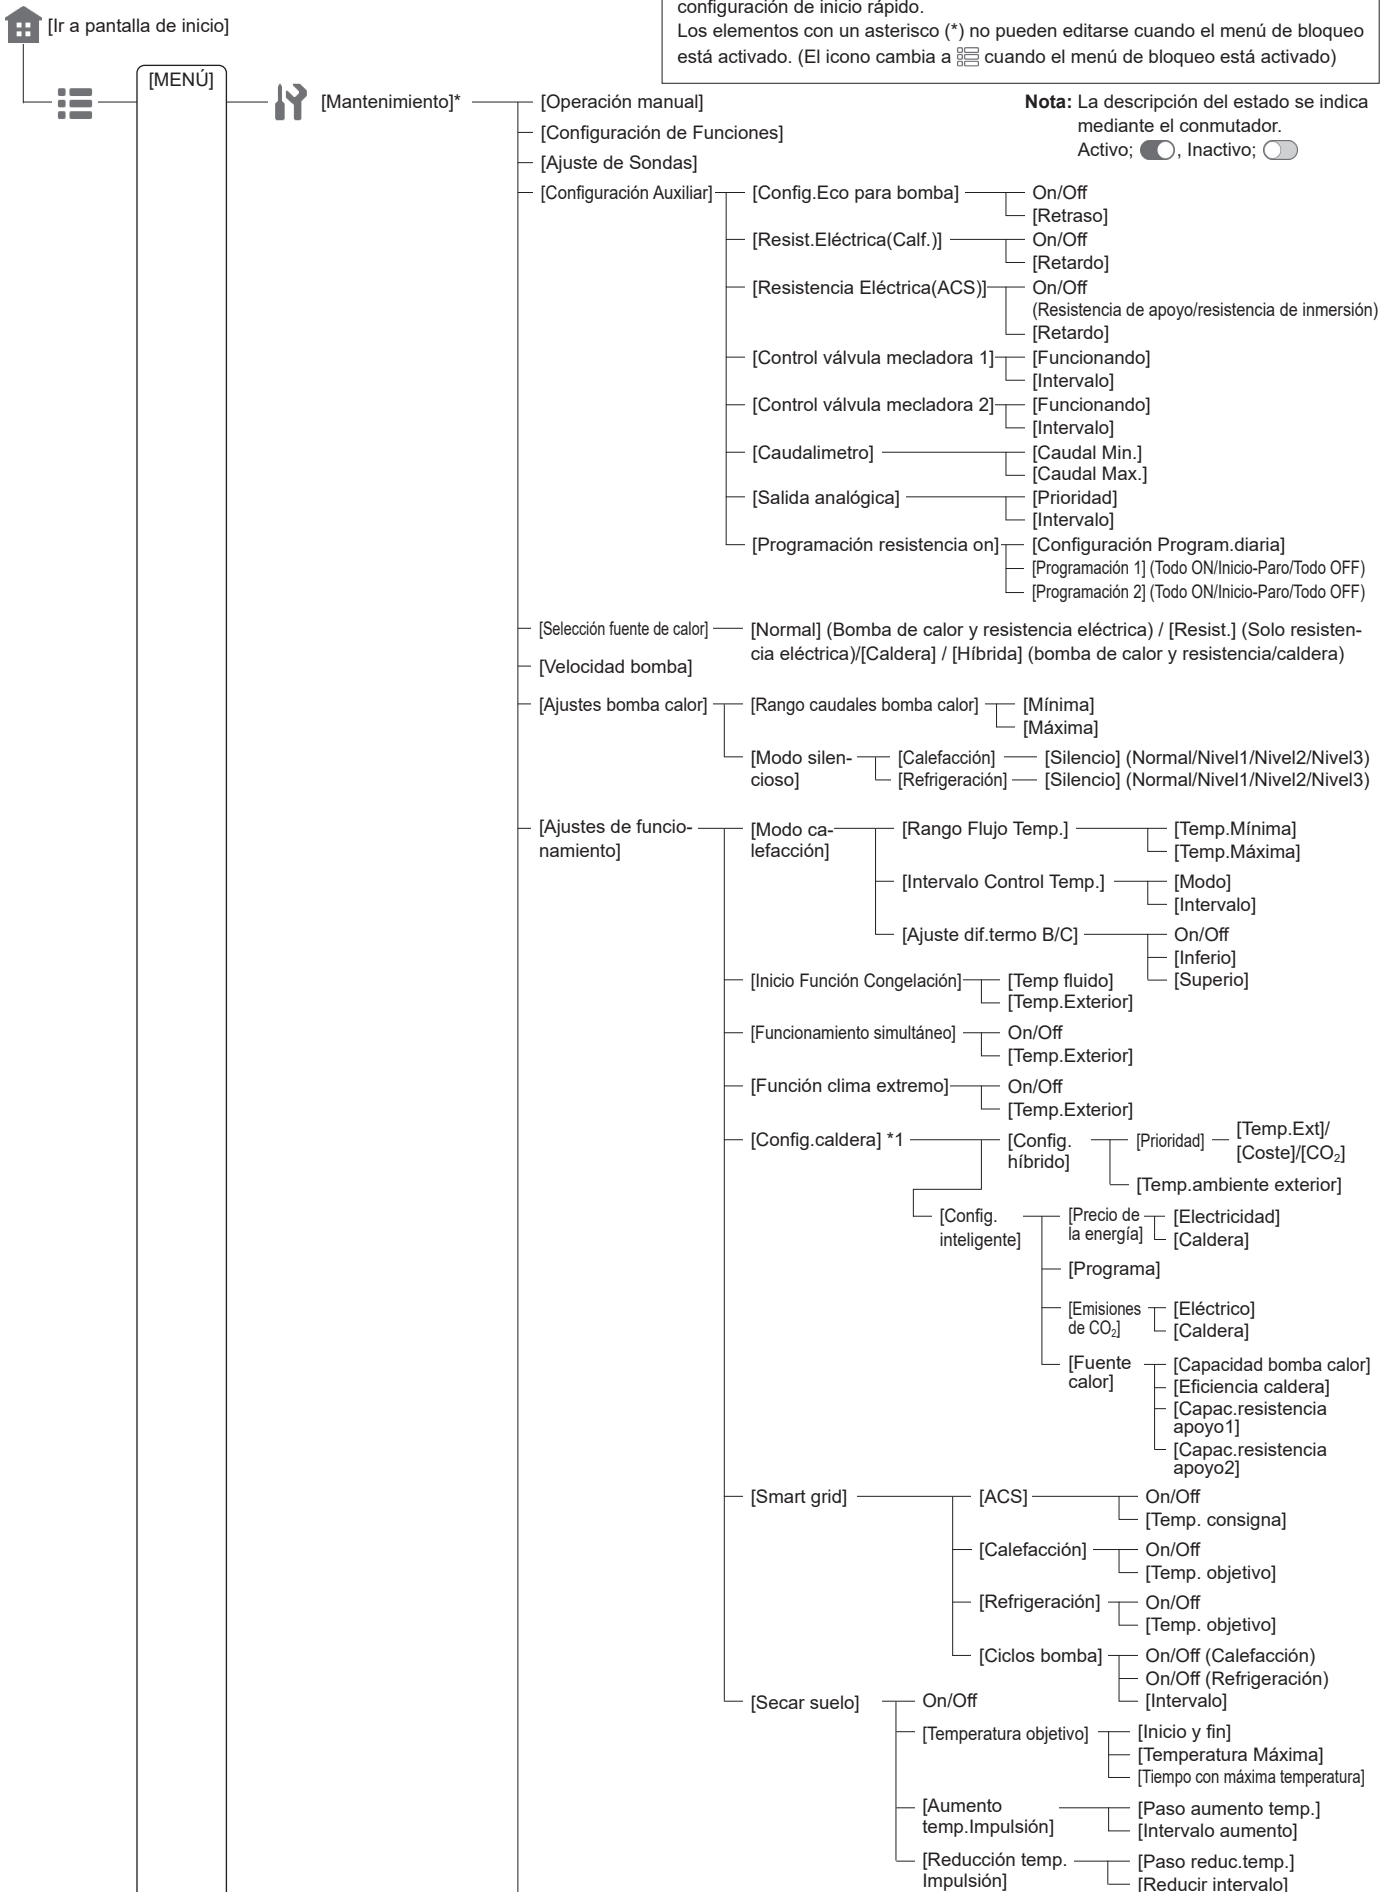 configuración de inicio rápido.
Los elementos con un asterisco (*) no pueden editarse cuando el menú de bloqueo
está activado. (El icono cambia a cuando el menú de bloqueo está activado)
[Ir a pantalla de inicio]
[MENÚ]
[Mantenimiento]*
Nota: La descripción del estado se indica
mediante el conmutador.
Activo; , Inactivo;
[Operación manual]
[Configuración de Funciones]
[Ajuste de Sondas]
[Configuración Auxiliar]
[Config.Eco para bomba]
On/Off
[Retraso]
[Resist.Eléctrica(Calf.)]
On/Off
[Retardo]
[Resistencia Eléctrica(ACS)]
On/Off
(Resistencia de apoyo/resistencia de inmersión)
[Retardo]
[Control válvula mecladora 1]
[Funcionando]
[Intervalo]
[Control válvula mecladora 2]
[Funcionando]
[Intervalo]
[Caudalimetro]
[Caudal Min.]
[Caudal Max.]
[Salida analógica]
[Prioridad]
[Intervalo]
[Programación resistencia on]
[Configuración Program.diaria]
[Programación 1] (Todo ON/Inicio-Paro/Todo OFF)
[Programación 2] (Todo ON/Inicio-Paro/Todo OFF)
[Selección fuente de calor]
[Normal] (Bomba de calor y resistencia eléctrica) / [Resist.] (Solo resisten-
cia eléctrica)/[Caldera] / [Híbrida] (bomba de calor y resistencia/caldera)
[Velocidad bomba]
[Ajustes bomba calor]
[Rango caudales bomba calor]
[Mínima]
[Máxima]
[Modo silen-
cioso]
[Calefacción]
[Silencio] (Normal/Nivel1/Nivel2/Nivel3)
[Refrigeración]
[Silencio] (Normal/Nivel1/Nivel2/Nivel3)
[Ajustes de funcio-
namiento]
[Modo ca-
lefacción]
[Rango Flujo Temp.]
[Temp.Mínima]
[Temp.Máxima]
[Intervalo Control Temp.]
[Modo]
[Intervalo]
[Ajuste dif.termo B/C]
On/Off
[Inferio]
[Superio]
[Inicio Función Congelación]
[Temp fluido]
[Temp.Exterior]
[Funcionamiento simultáneo]
On/Off
[Temp.Exterior]
[Función clima extremo]
On/Off
[Temp.Exterior]
[Config.caldera] *1
[Config.
híbrido]
[Prioridad]
[Temp.Ext]/
[Coste]/[CO₂]
[Temp.ambiente exterior]
[Config.
inteligente]
[Precio de
la energía]
[Electricidad]
[Caldera]
[Programa]
[Emisiones
de CO₂]
[Eléctrico]
[Caldera]
[Fuente
calor]
[Capacidad bomba calor]
[Eficiencia caldera]
[Capac.resistencia
apoyo1]
[Capac.resistencia
apoyo2]
[Smart grid]
[ACS]
On/Off
[Temp. consigna]
[Calefacción]
On/Off
[Temp. objetivo]
[Refrigeración]
On/Off
[Temp. objetivo]
[Ciclos bomba]
On/Off (Calefacción)
On/Off (Refrigeración)
[Intervalo]
[Secar suelo]
On/Off
[Temperatura objetivo]
[Inicio y fin]
[Temperatura Máxima]
[Tiempo con máxima temperatura]
[Aumento
temp.Impulsión]
[Paso aumento temp.]
[Intervalo aumento]
[Reducción temp.
Impulsión]
[Paso reduc.temp.]
[Reducir intervalo]